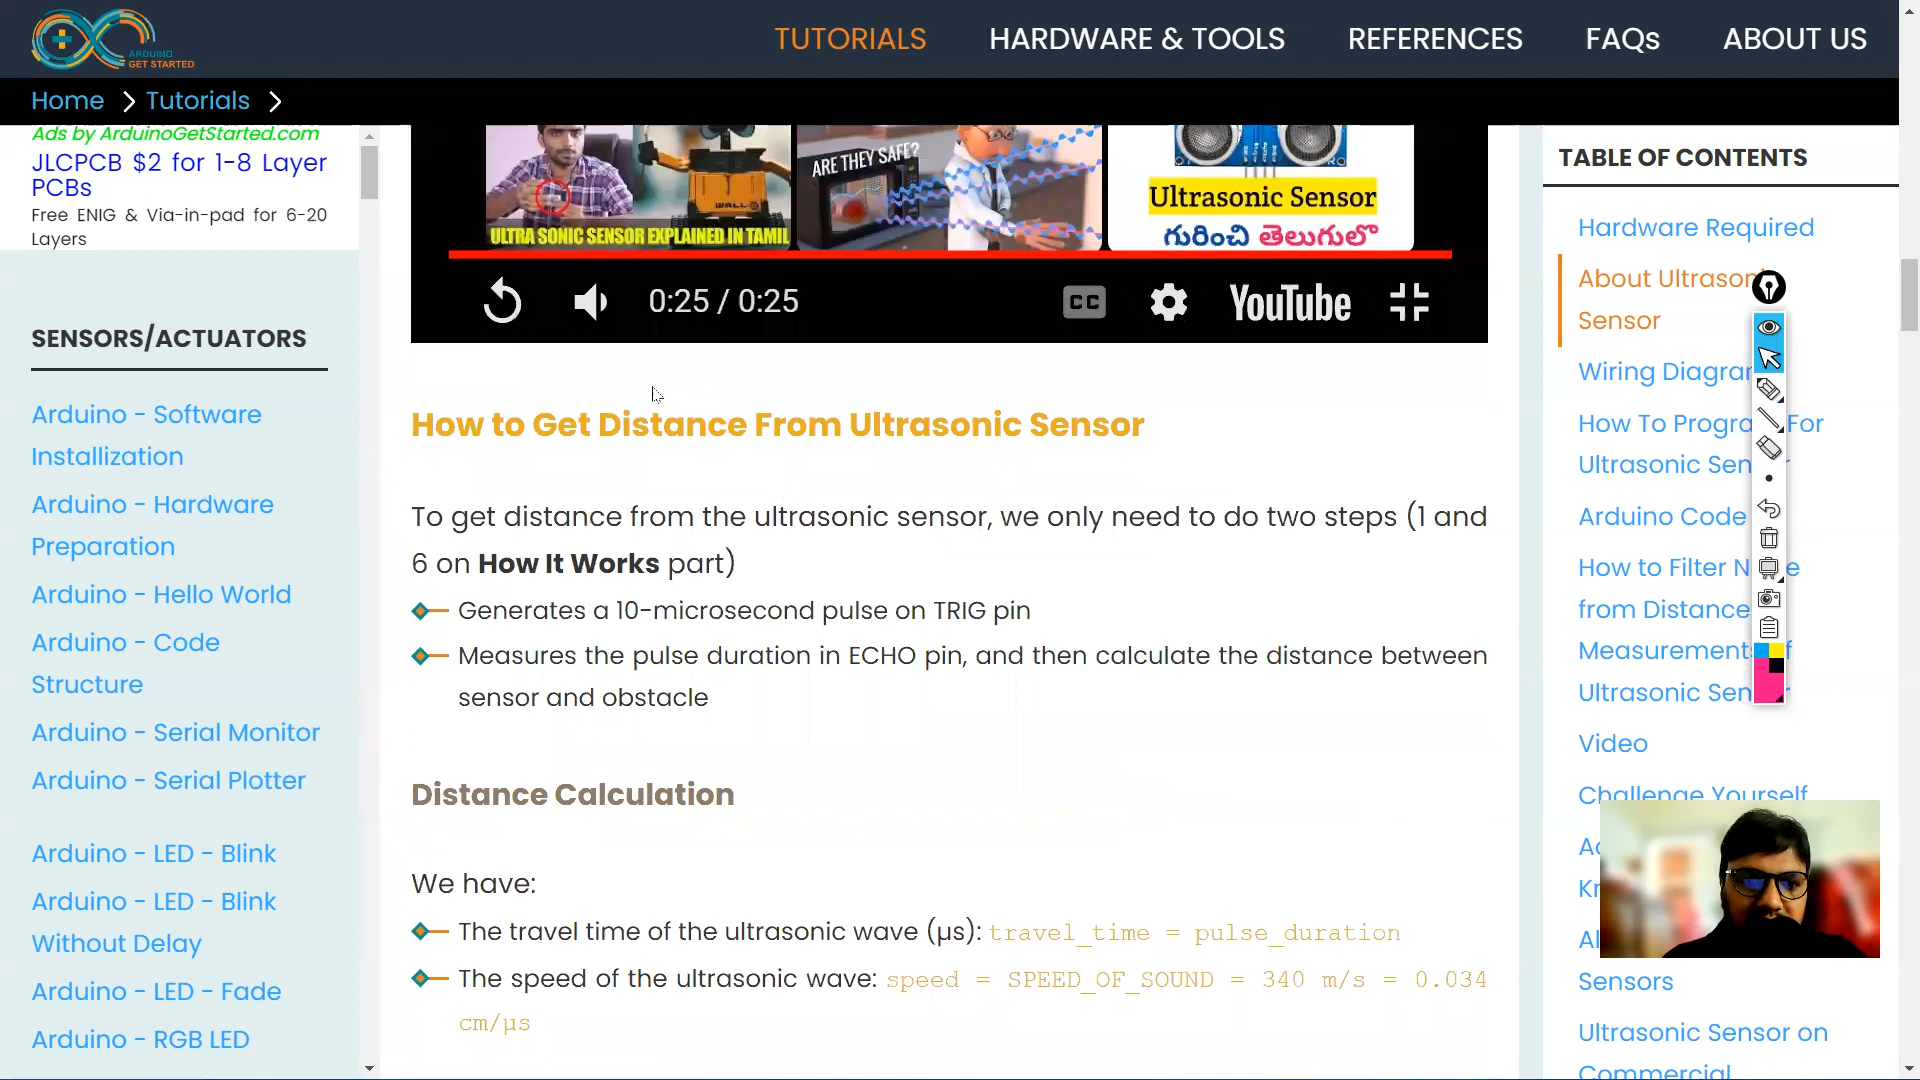 ARDUINO
GET STARTED
TUTORIALS
HARDWARE & TOOLS
REFERENCES
FAQs
ABOUT US
Home
Tutorials
Ads by ArduinoGetStarted.com
JLCPCB $2 for 1-8 Layer
PCBs
Free ENIG & Via-in-pad for 6-20
Layers
SENSORS/ACTUATORS
Arduino - Software
Installization
Arduino - Hardware
Preparation
Arduino - Hello World
Arduino - Code
Structure
Arduino - Serial Monitor
Arduino - Serial Plotter
Arduino - LED - Blink
Arduino - LED - Blink
Without Delay
Arduino - LED - Fade
Arduino - RGB LED
WALL·E
ULTRA SONIC SENSOR EXPLAINED IN TAMIL
ARE THEY SAFE?
Ultrasonic Sensor
గురించి తెలుగులొ
0:25 / 0:25
CC
YouTube
How to Get Distance From Ultrasonic Sensor
To get distance from the ultrasonic sensor, we only need to do two steps (1 and
6 on How It Works part)
Generates a 10-microsecond pulse on TRIG pin
Measures the pulse duration in ECHO pin, and then calculate the distance between
sensor and obstacle
Distance Calculation
We have:
The travel time of the ultrasonic wave (µs): travel_time = pulse_duration
The speed of the ultrasonic wave: speed = SPEED_OF_SOUND = 340 m/s = 0.034
cm/µs
TABLE OF CONTENTS
Hardware Required
About Ultrasoni
Sensor
Wiring Diagra
How To Progra For
Ultrasonic Sen
Arduino Code
How to Filter N e
from Distance
Measurement f
Ultrasonic Sen r
Video
Challenge Yourself
Sensors
Ultrasonic Sensor on
Commercial